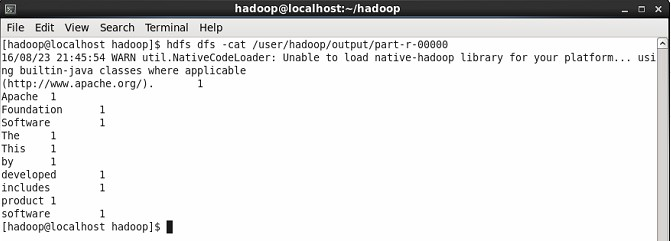 hadoop@localhost:~/hadoop
File Edit View Search Terminal Help
[hadoop@localhost hadoop]$ hdfs dfs -cat /user/hadoop/output/part-r-00000
16/08/23 21:45:54 WARN util.NativeCodeLoader: Unable to load native-hadoop library for your platform... usi
ng builtin-java classes where applicable
(http://www.apache.org/). 1
Apache 1
Foundation 1
Software 1
The 1
This 1
by 1
developed 1
includes 1
product 1
software 1
[hadoop@localhost hadoop]$